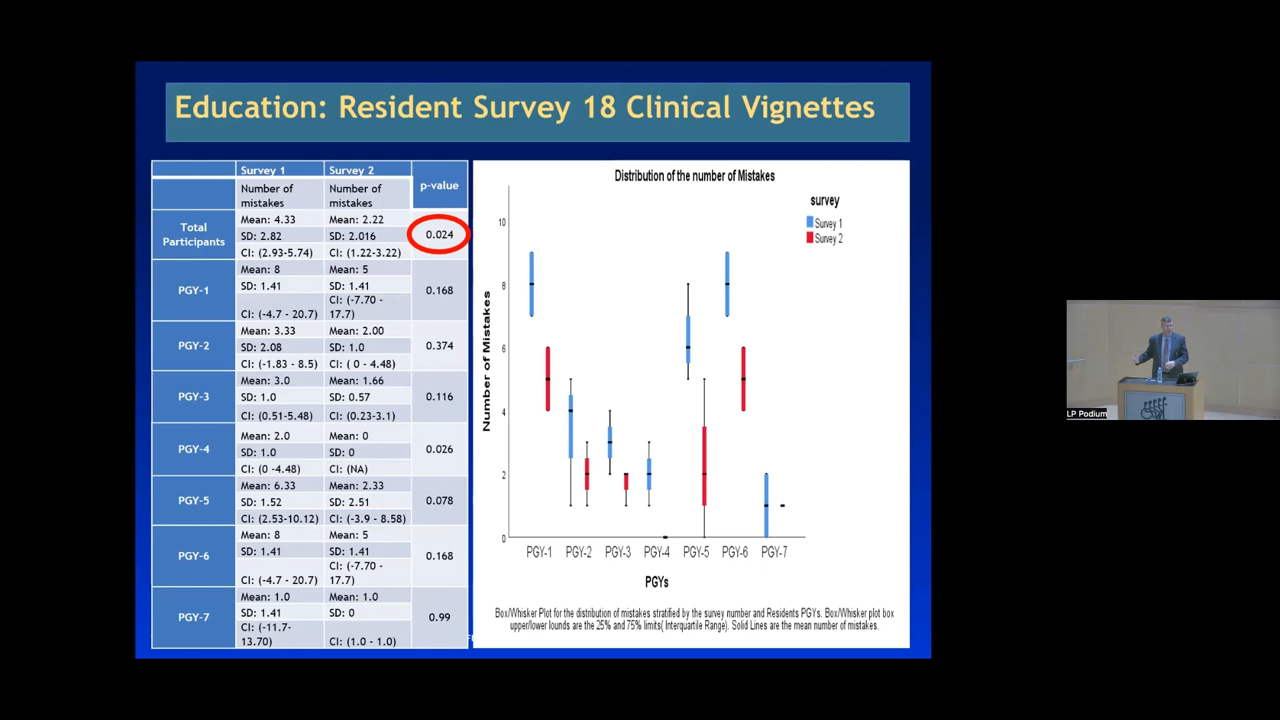 Education: Resident Survey 18 Clinical Vignettes
Survey 1
Survey 2
p-value
Number of mistakes
Number of mistakes
Total Participants
Mean: 4.33
Mean: 2.22
0.024
SD: 2.82
SD: 2.016
CI: (2.93-5.74)
CI: (1.22-3.22)
PGY-1
Mean: 8
Mean: 5
0.168
SD: 1.41
SD: 1.41
CI: (-4.7 - 20.7)
CI: (-7.70 - 17.7)
PGY-2
Mean: 3.33
Mean: 2.00
0.374
SD: 2.08
SD: 1.0
CI: (-1.83 - 8.5)
CI: ( 0 - 4.48)
PGY-3
Mean: 3.0
Mean: 1.66
0.116
SD: 1.0
SD: 0.57
CI: (0.51-5.48)
CI: (0.23-3.1)
PGY-4
Mean: 2.0
Mean: 0
0.026
SD: 1.0
SD: 0
CI: (0 -4.48)
CI: (NA)
PGY-5
Mean: 6.33
Mean: 2.33
0.078
SD: 1.52
SD: 2.51
CI: (2.53-10.12)
CI: (-3.9 - 8.58)
PGY-6
Mean: 8
Mean: 5
0.168
SD: 1.41
SD: 1.41
CI: (-4.7 - 20.7)
CI: (-7.70 - 17.7)
PGY-7
Mean: 1.0
Mean: 1.0
0.99
SD: 1.41
SD: 0
CI: (-11.7- 13.70)
CI: (1.0 - 1.0)
Distribution of the number of Mistakes
survey
Survey 1
Survey 2
Number of Mistakes
10
8
6
4
2
0
PGY-1 PGY-2 PGY-3 PGY-4 PGY-5 PGY-6 PGY-7
PGYs
Box/Whisker Plot for the distribution of mistakes stratified by the survey number and Residents PGYs. Box/Whisker plot box
upper/lower lounds are the 25% and 75% limits( Interquartile Range). Solid Lines are the mean number of mistakes.
LP Podium